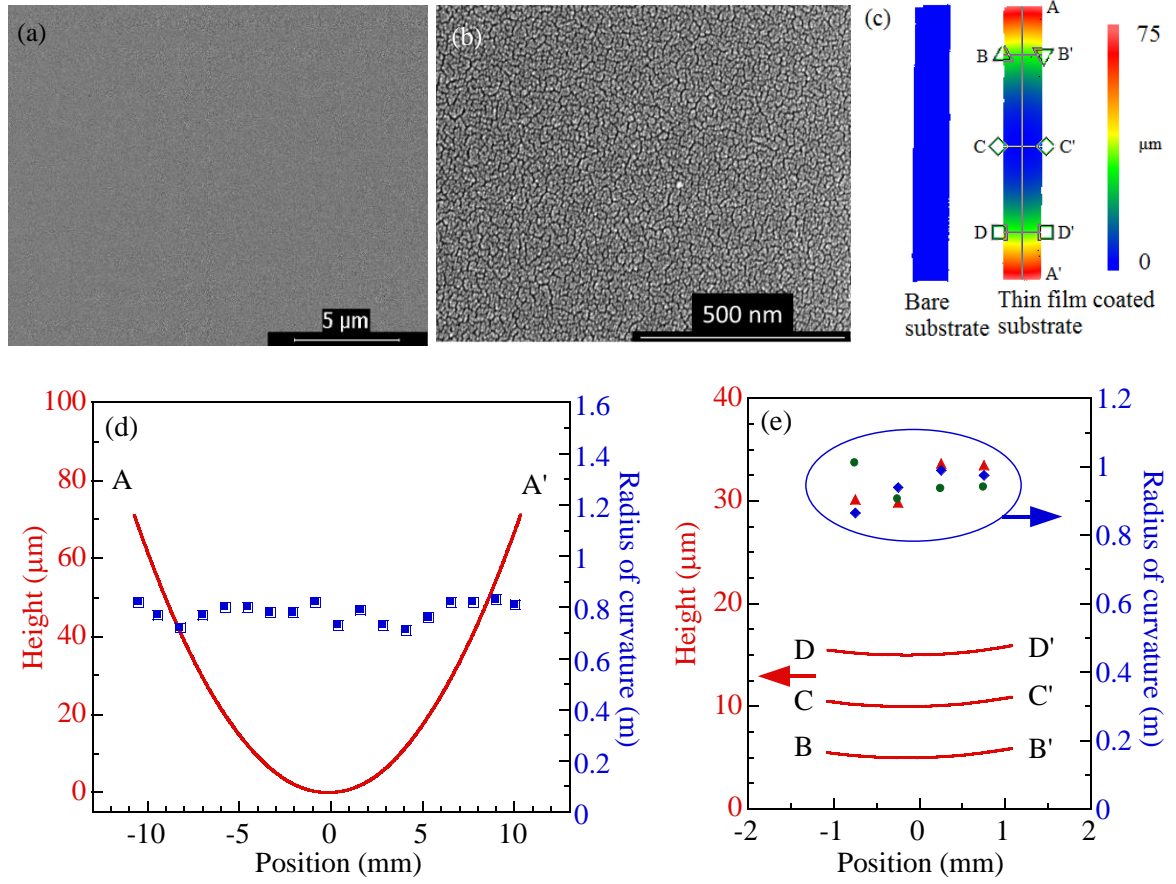 (a)
5 µm
(b)
500 nm
(c)
A
B
B'
C
C'
D
D'
A'
75
µm
0
Bare
substrate
Thin film coated
substrate
(d)
A
A'
100
80
60
40
20
0
Height (µm)
1.6
1.4
1.2
1
0.8
0.6
0.4
0.2
0
Radius of curvature (m)
-10
-5
0
5
10
Position (mm)
(e)
40
35
30
25
20
15
10
5
0
Height (µm)
D
D'
C
C'
B
B'
1.2
1
0.8
0.6
0.4
0.2
0
Radius of curvature (m)
-2
-1
0
1
2
Position (mm)